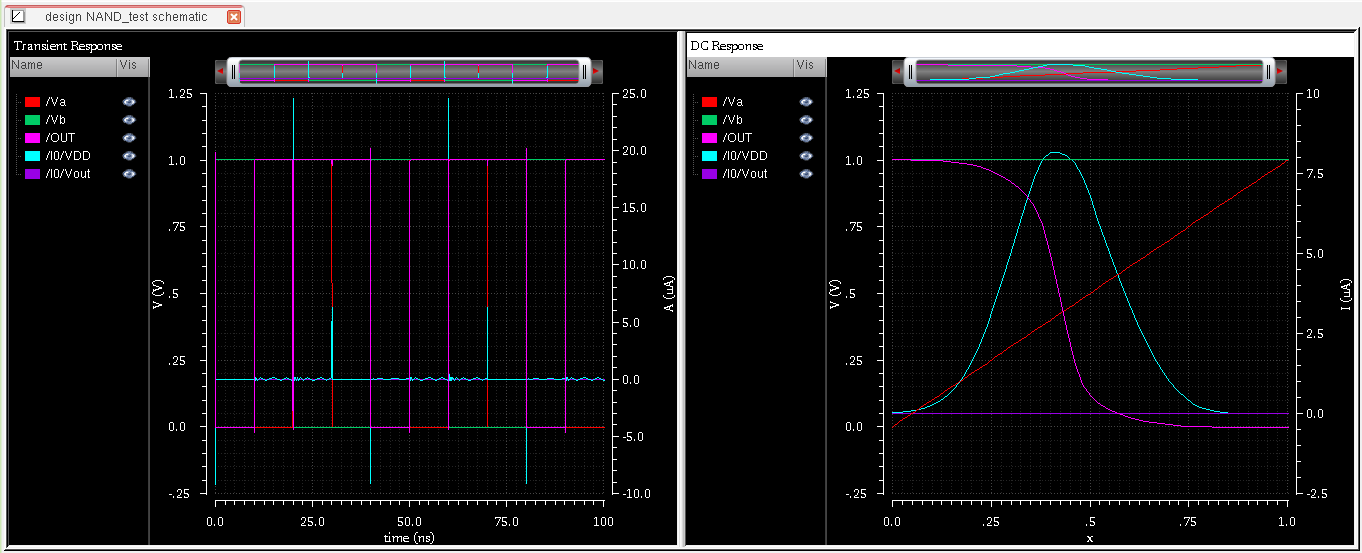 design NAND_test schematic
Transient Response
Name Vis
/Va
/Vb
/OUT
/I0/VDD
/I0/Vout
1.25
1.0
.75
.5
.25
0.0
-.25
V (V)
25.0
20.0
15.0
10.0
5.0
0.0
-5.0
-10.0
A (uA)
0.0 25.0 50.0 75.0 100
time (ns)
DC Response
Name Vis
/Va
/Vb
/OUT
/I0/VDD
/I0/Vout
1.25
1.0
.75
.5
.25
0.0
-.25
V (V)
10
7.5
5.0
2.5
0.0
-2.5
I (uA)
0.0 .25 .5 .75 1.0
x